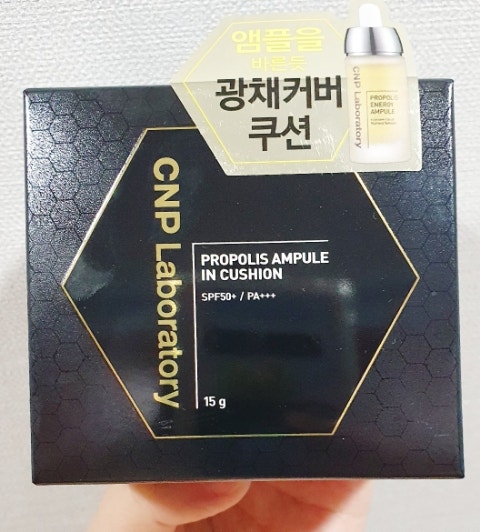 앰플을
바른듯
광채커버
쿠션
CNP Laboratory
PROPOLIS
ENERGY
AMPULE
CNP Laboratory
PROPOLIS AMPULE
IN CUSHION
SPF50+ / PA+++
15 g